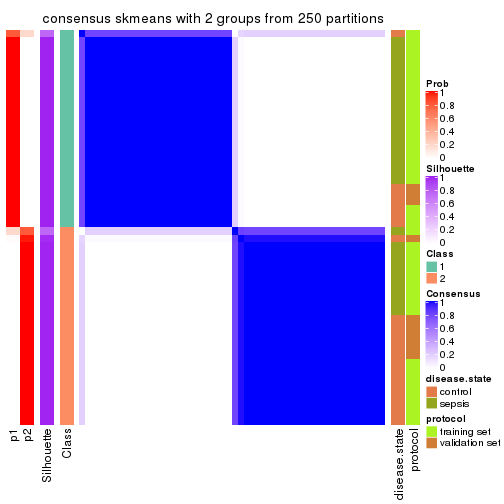 consensus skmeans with 2 groups from 250 partitions
Prob
1
0.8
0.6
0.4
0.2
0
Silhouette
1
0.8
0.6
0.4
0.2
0
Class
1
2
Consensus
1
0.8
0.6
0.4
0.2
0
disease.state
control
sepsis
protocol
training set
validation set
p1
p2
Silhouette
Class
disease.state
protocol